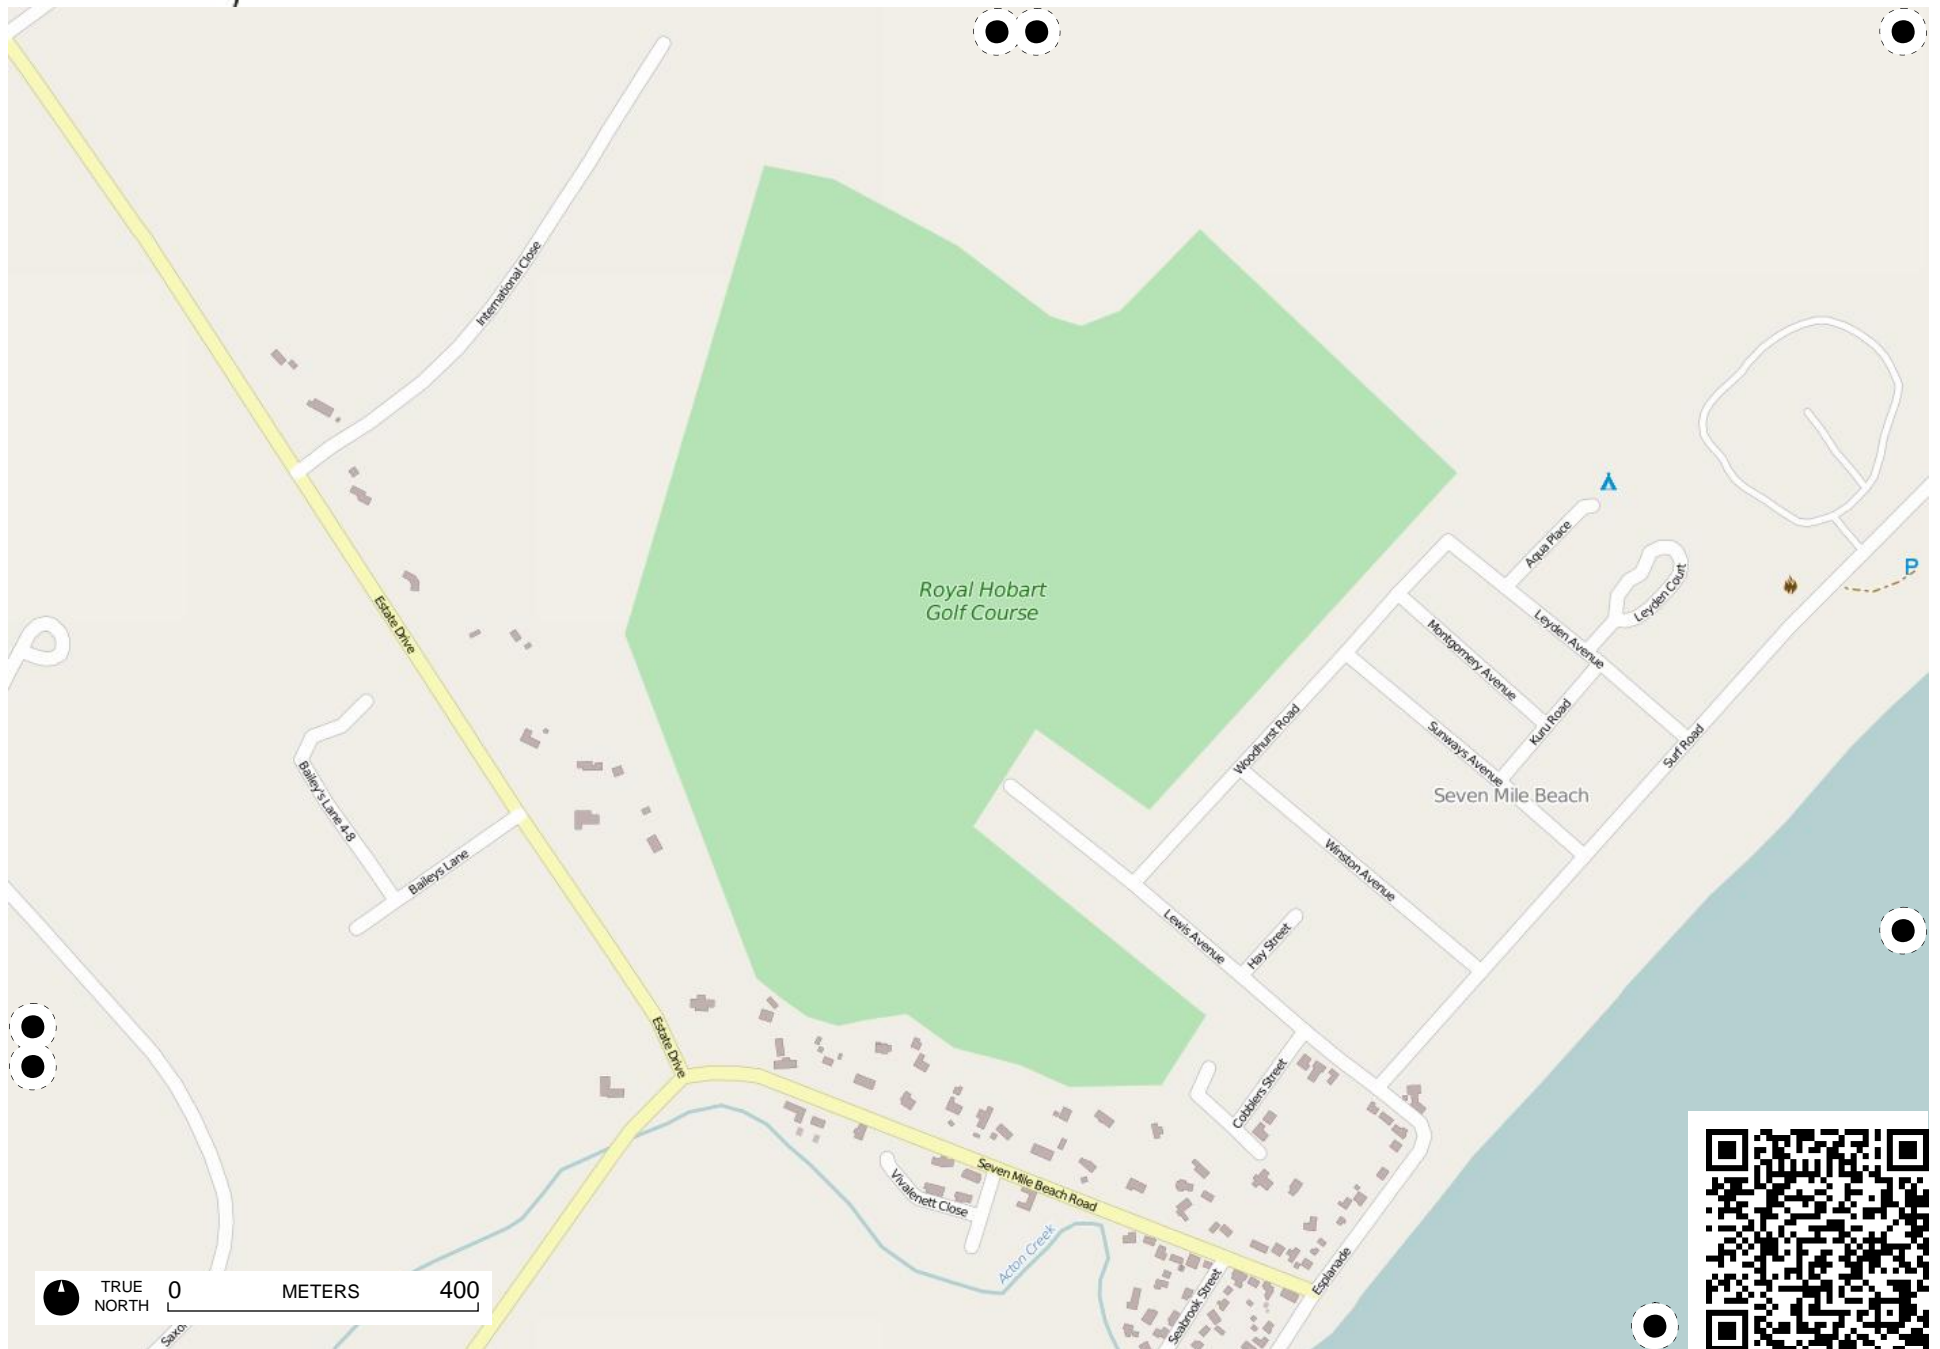 International Close
Estate Drive
Royal Hobart
Golf Course
Aqua Place
Leyden Court
Leyden Avenue
Montgomery Avenue
Kuru Road
Sunways Avenue
Woodhurst Road
Surf Road
Seven Mile Beach
P
Bailey's Lane 4-8
Baileys Lane
Winston Avenue
Lewis Avenue
Hay Street
Estate Drive
Cobblers Street
Seven Mile Beach Road
Vivalenett Close
Acton Creek
Esplanade
Seabrook Street
TRUE
NORTH
0 METERS 400